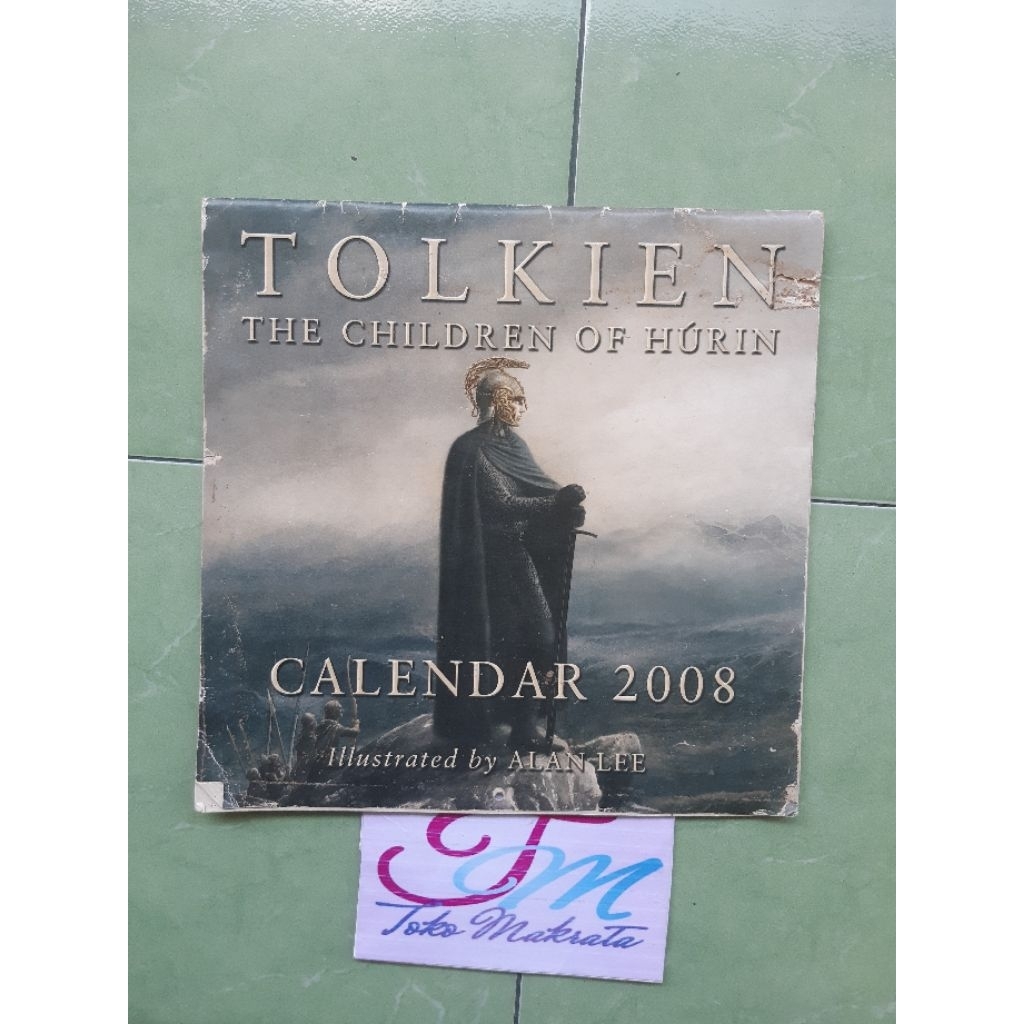 TOLKIEN
THE CHILDREN OF HÚRIN
CALENDAR 2008
Illustrated by ALAN LEE
TM
Toko Makrata